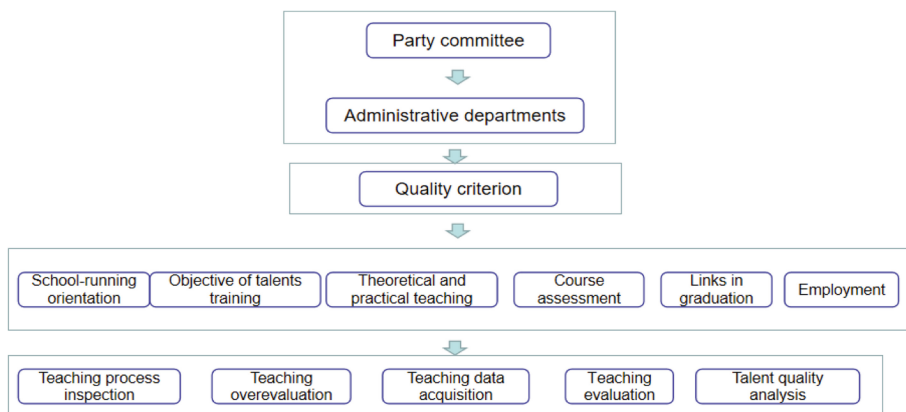 Party committee
Administrative departments
Quality criterion
School-running
orientation
Objective of talents
training
Theoretical and
practical teaching
Course
assessment
Links in
graduation
Employment
Teaching process
inspection
Teaching
overevaluation
Teaching data
acquisition
Teaching
evaluation
Talent quality
analysis